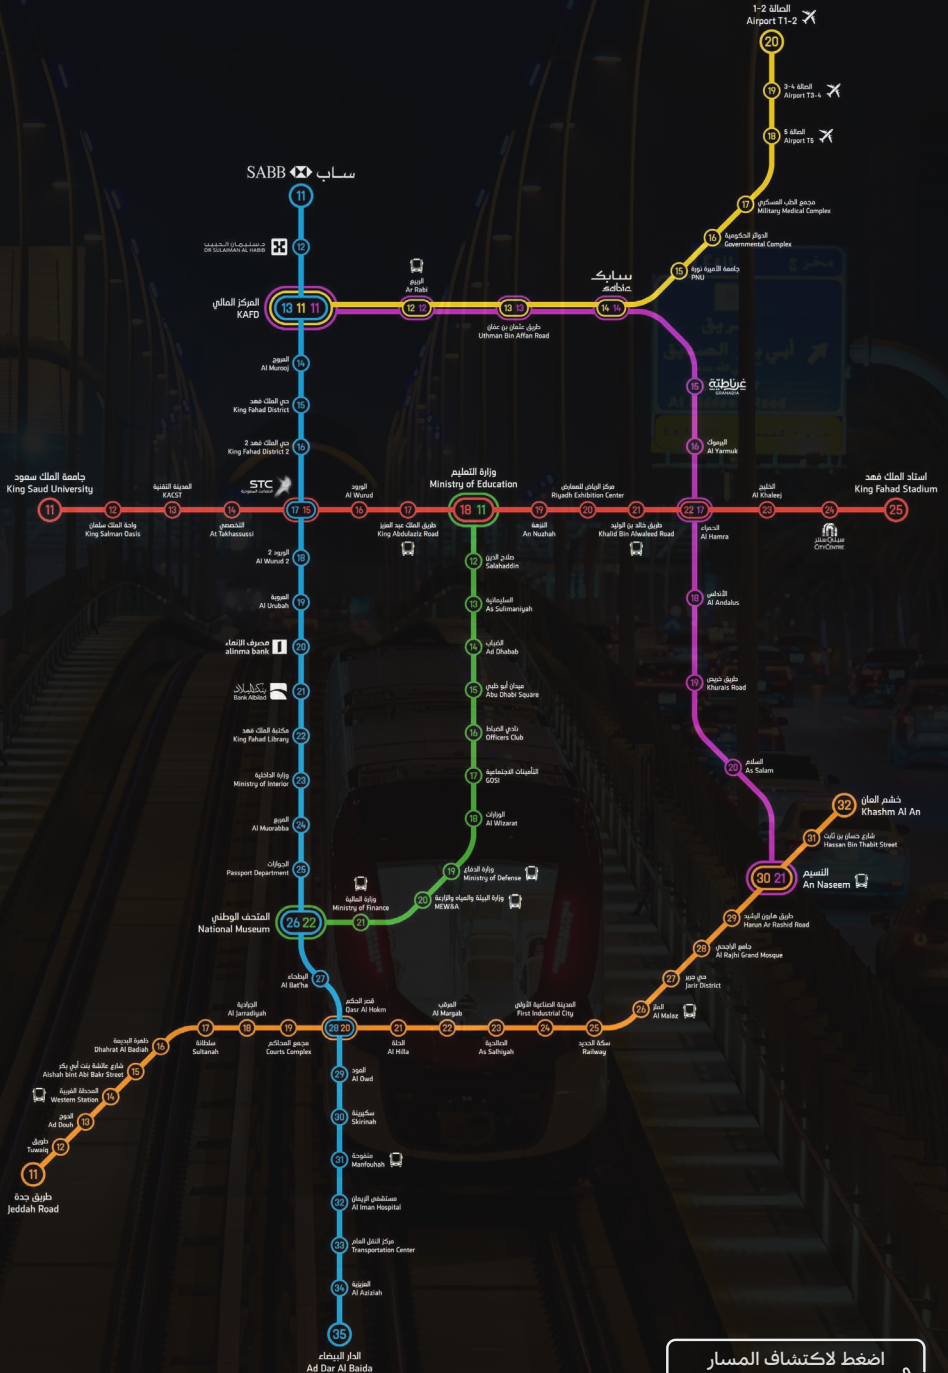 الصالة 2-1
Airport T1-2
20
19
الصالة 4-3
Airport T3-4
18
الصالة 5
Airport T5
17
مجمع الطب العسكري
Military Medical Complex
16
الدوائر الحكومية
Governmental Complex
15
جامعة الأميرة نورة
PNU
SABB ساب
11
د. سليمان الحبيب
DR SULAIMAN AL HABIB
12
المركز المالي
KAFD
13 11 11
الربيع
Ar Rabi
12 12
13 13
طريق عثمان بن عفان
Uthman Bin Affan Road
سابك
sabic
14 14
المروج
Al Murooj
14
حي الملك فهد
King Fahad District
15
حي الملك فهد 2
King Fahad District 2
16
15
غرناطية
GRANADIA
16
اليرموك
Al Yarmuk
جامعة الملك سعود
King Saud University
11
12
واحة الملك سلمان
King Salman Oasis
المدينة التقنية
KACST
13
14
التخصصي
At Takhassussi
STC
17 15
الورود
Al Wurud
16
17
طريق الملك عبد العزيز
King Abdulaziz Road
وزارة التعليم
Ministry of Education
18 11
19
النزهة
An Nuzhah
مركز الرياض للمعارض
Riyadh Exhibition Center
20
21
طريق خالد بن الوليد
Khalid Bin Alwaleed Road
22 17
الحمراء
Al Hamra
الخليج
Al Khaleej
23
24
سيتي سنتر
CITY CENTRE
استاد الملك فهد
King Fahad Stadium
25
الورود 2
Al Wurud 2
18
العروبة
Al Urubah
19
مصرف الإنماء
alinma bank
20
بنك البلاد
Bank Albilad
21
مكتبة الملك فهد
King Fahad Library
22
وزارة الداخلية
Ministry of Interior
23
المربع
Al Muorabba
24
الجوازات
Passport Department
25
المتحف الوطني
National Museum
26 22
12
صلاح الدين
Salahaddin
13
السليمانية
As Sulimaniyah
14
الضباب
Ad Dhabab
15
ميدان أبو ظبي
Abu Dhabi Square
16
نادي الضباط
Officers Club
17
التأمينات الاجتماعية
GOSI
18
الوزارات
Al Wizarat
19
وزارة الدفاع
Ministry of Defense
20
وزارة البيئة والمياه والزراعة
MEW&A
وزارة المالية
Ministry of Finance
21
18
الأندلس
Al Andalus
19
طريق خريص
Khurais Road
20
السلام
As Salam
32
خشم العان
Khashm Al An
31
شارع حسان بن ثابت
Hassan Bin Thabit Street
30 21
النسيم
An Naseem
29
طريق هارون الرشيد
Harun Ar Rashid Road
28
جامع الراجحي
Al Rajhi Grand Mosque
27
حي جرير
Jarir District
26
الملز
Al Malaz
البطحاء
Al Bat'ha
27
قصر الحكم
Qasr Al Hokm
28 20
21
الحلة
Al Hilla
المرقب
Al Margab
22
23
الصالحية
As Salhiyah
المدينة الصناعية الأولى
First Industrial City
24
25
سكة الحديد
Railway
19
مجمع المحاكم
Courts Complex
الجرادية
Al Jarradiyah
18
17
سلطانة
Sultanah
ظهرة البديعة
Dhahrat Al Badiah
16
شارع عائشة بنت أبي بكر
Aishah bint Abi Bakr Street
15
المحطة الغربية
Western Station
14
الدوح
Ad Douh
13
طويق
Tuwaiq
12
11
طريق جدة
Jeddah Road
29
العود
Al Owd
30
سكيرينة
Skirinah
31
منفوحة
Manfouhah
32
مستشفى الإيمان
Al Iman Hospital
33
مركز النقل العام
Transportation Center
34
العزيزية
Al Aziziah
35
الدار البيضاء
Ad Dar Al Baida
اضغط لاكتشاف المسار